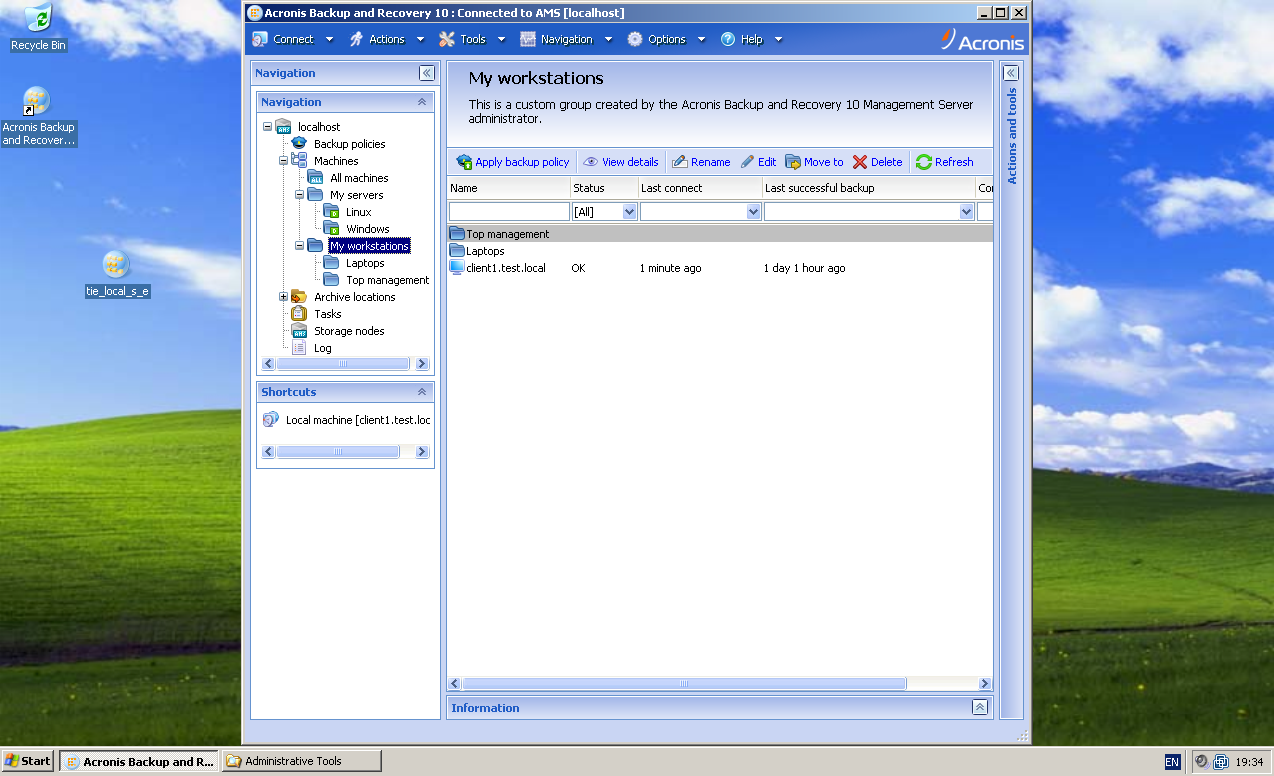 Recycle Bin
Acronis Backup
and Recover...
tie_local_s_e
Acronis Backup and Recovery 10 : Connected to AMS [localhost]
Connect Actions Tools Navigation Options Help
Acronis
Navigation
Navigation
localhost
Backup policies
Machines
All machines
My servers
Linux
Windows
My workstations
Laptops
Top management
Archive locations
Tasks
Storage nodes
Log
Shortcuts
Local machine [client1.test.loc
My workstations
This is a custom group created by the Acronis Backup and Recovery 10 Management Server
administrator.
Apply backup policy View details Rename Edit Move to Delete Refresh
Name Status Last connect Last successful backup Co
[All]
Top management
Laptops
client1.test.local OK 1 minute ago 1 day 1 hour ago
Information
Actions and tools
Start
Acronis Backup and R...
Administrative Tools
EN
19:34